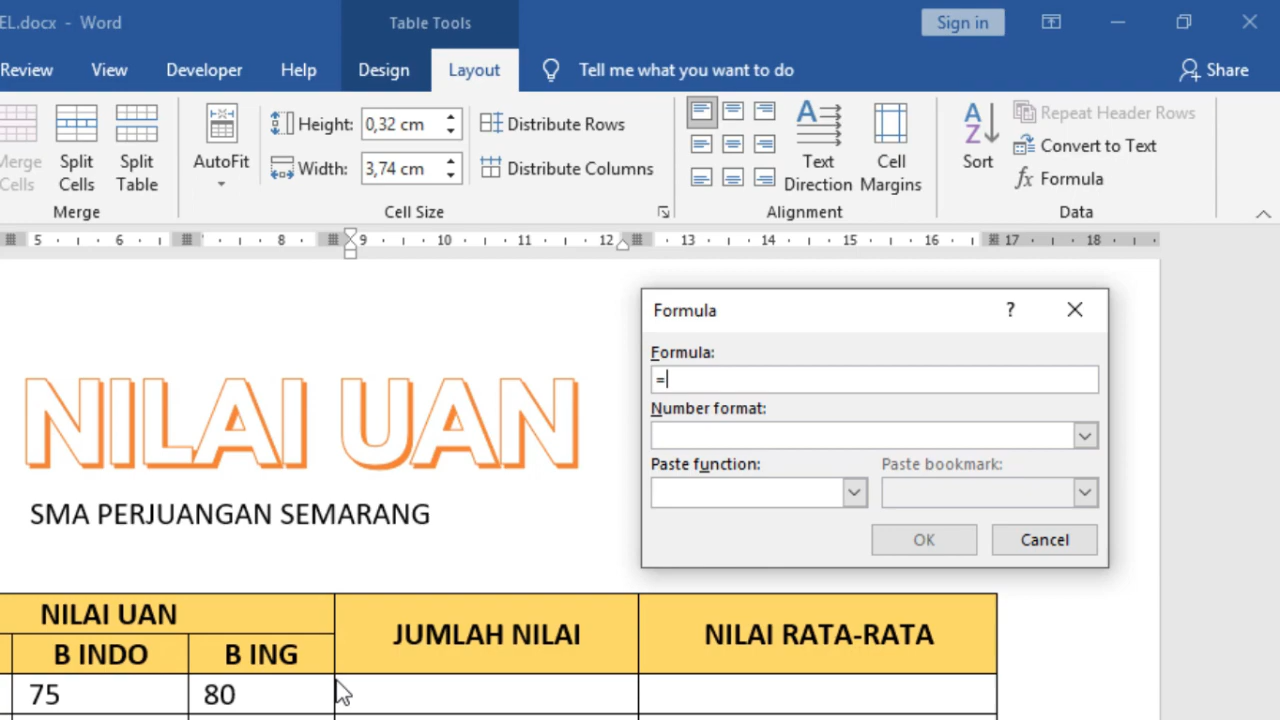 EL.docx - Word
Table Tools
Sign in
Review View Developer Help Design Layout Tell me what you want to do Share
Merge Cells
Split Cells
Split Table
Merge
AutoFit
Height: 0,32 cm
Width: 3,74 cm
Distribute Rows
Distribute Columns
Cell Size
Text Direction
Cell Margins
Alignment
A Z Sort
Repeat Header Rows
Convert to Text
fx Formula
Data
5 6 7 8 9 10 11 12 13 14 15 16 17 18
NILAI UAN
SMA PERJUANGAN SEMARANG
Formula ?
Formula:
=
Number format:
Paste function: Paste bookmark:
OK Cancel
NILAI UAN JUMLAH NILAI NILAI RATA-RATA
B INDO B ING
75 80